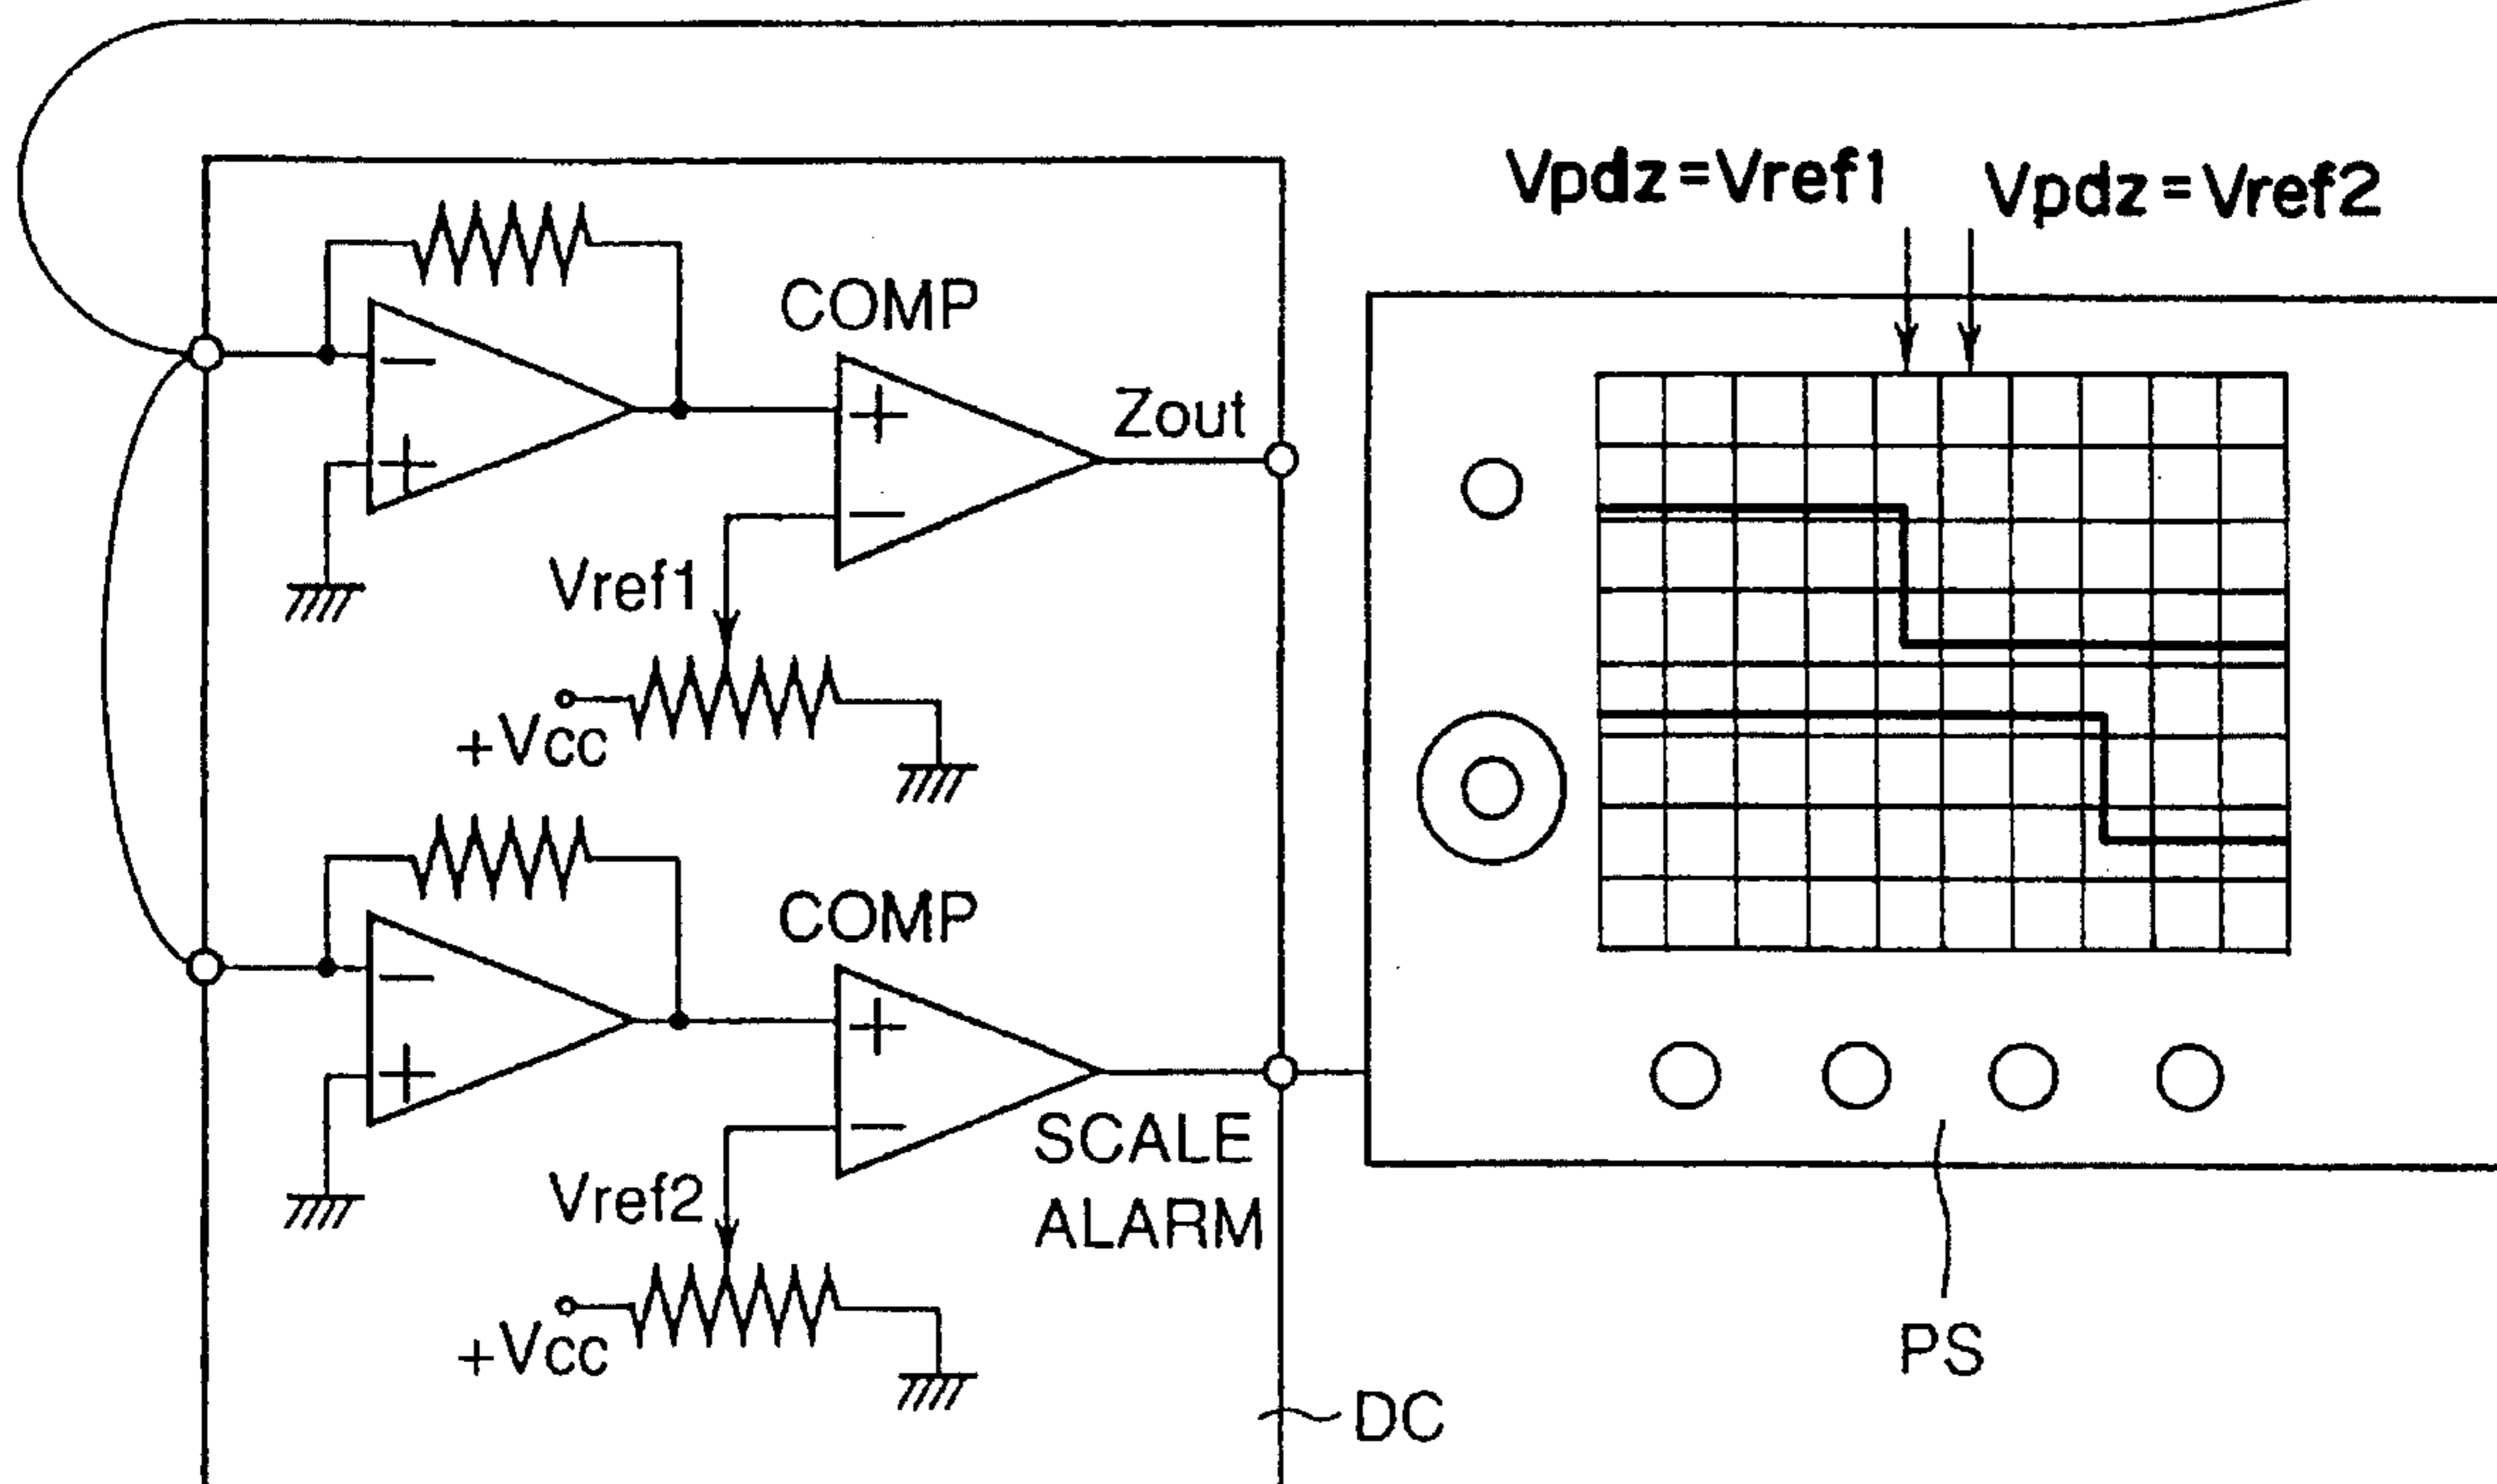 Vpdz=Vref1
Vpdz=Vref2
COMP
Zout
Vref1
+Vcc
COMP
SCALE
ALARM
Vref2
+Vcc
PS
DC